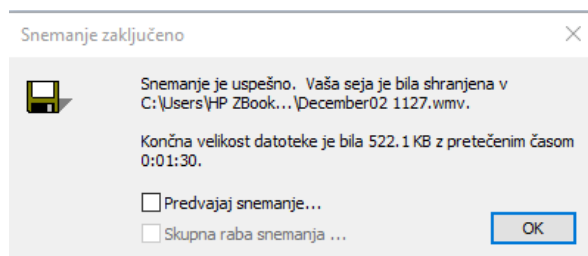 Snemanje zaključeno
Snemanje je uspešno.  Vaša seja je bila shranjena v
C:\Users\HP ZBook...\December02 1127.wmv.
Končna velikost datoteke je bila 522.1 KB z pretečenim časom
0:01:30.
Predvajaj snemanje...
Skupna raba snemanja ...
OK